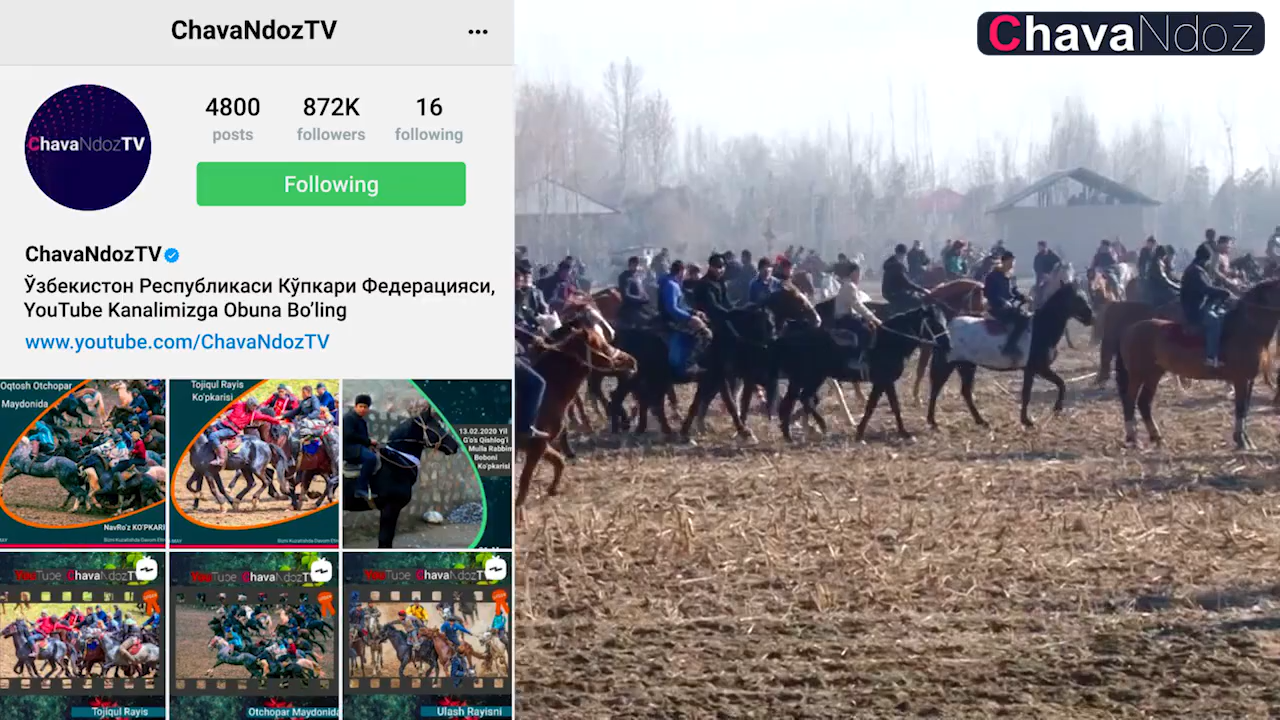 ChavaNdozTV
ChavaNdoz
4800
872K
16
posts
followers
following
ChavaNdozTV
Following
ChavaNdozTV
Ўзбекистон Республикаси Кўпкари Федерацияси,
YouTube Kanalimizga Obuna Bo’ling
www.youtube.com/ChavaNdozTV
Oqtosh Otchopar
Maydonida
NavRo'z KO'PKARI
Tojiqul Rayis
Ko'pkarisi
13.02.2020 Yil
G'o's Qishlog'i
Mulla Rabbim
Boboni
Ko'pkarisi
YouTube ChavaNdozTV
Tojiqul Rayis
YouTube ChavaNdozTV
Otchopar Maydonida
YouTube ChavaNdozTV
Ulash Rayisni